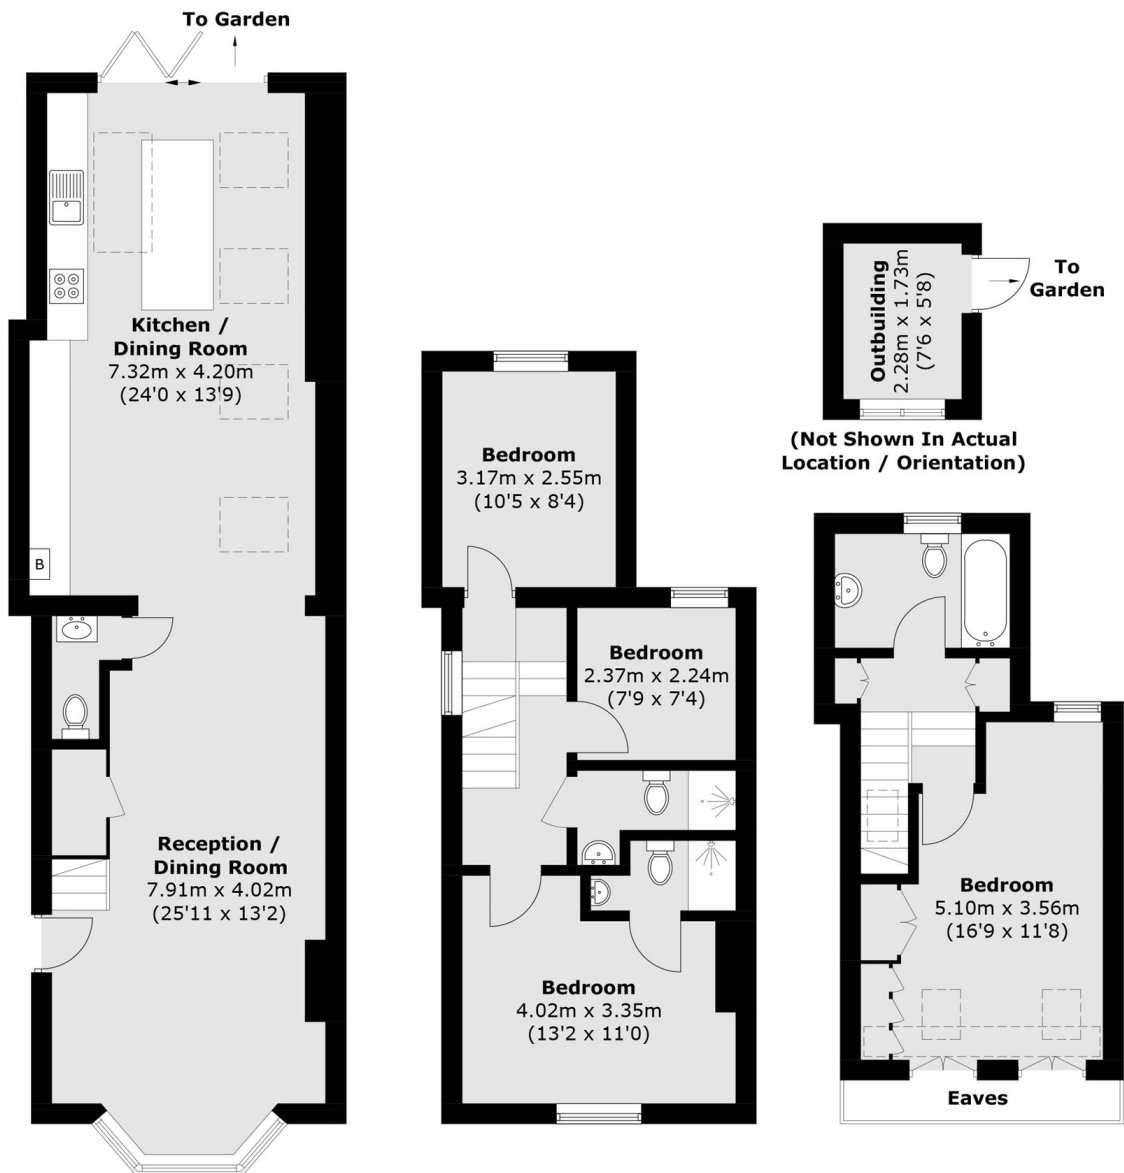 To Garden
Kitchen /
Dining Room
7.32m x 4.20m
(24'0 x 13'9)
B
Reception /
Dining Room
7.91m x 4.02m
(25'11 x 13'2)
Bedroom
3.17m x 2.55m
(10'5 x 8'4)
Bedroom
2.37m x 2.24m
(7'9 x 7'4)
Bedroom
4.02m x 3.35m
(13'2 x 11'0)
Outbuilding
2.28m x 1.73m
(7'6 x 5'8)
To
Garden
(Not Shown In Actual
Location / Orientation)
Bedroom
5.10m x 3.56m
(16'9 x 11'8)
Eaves